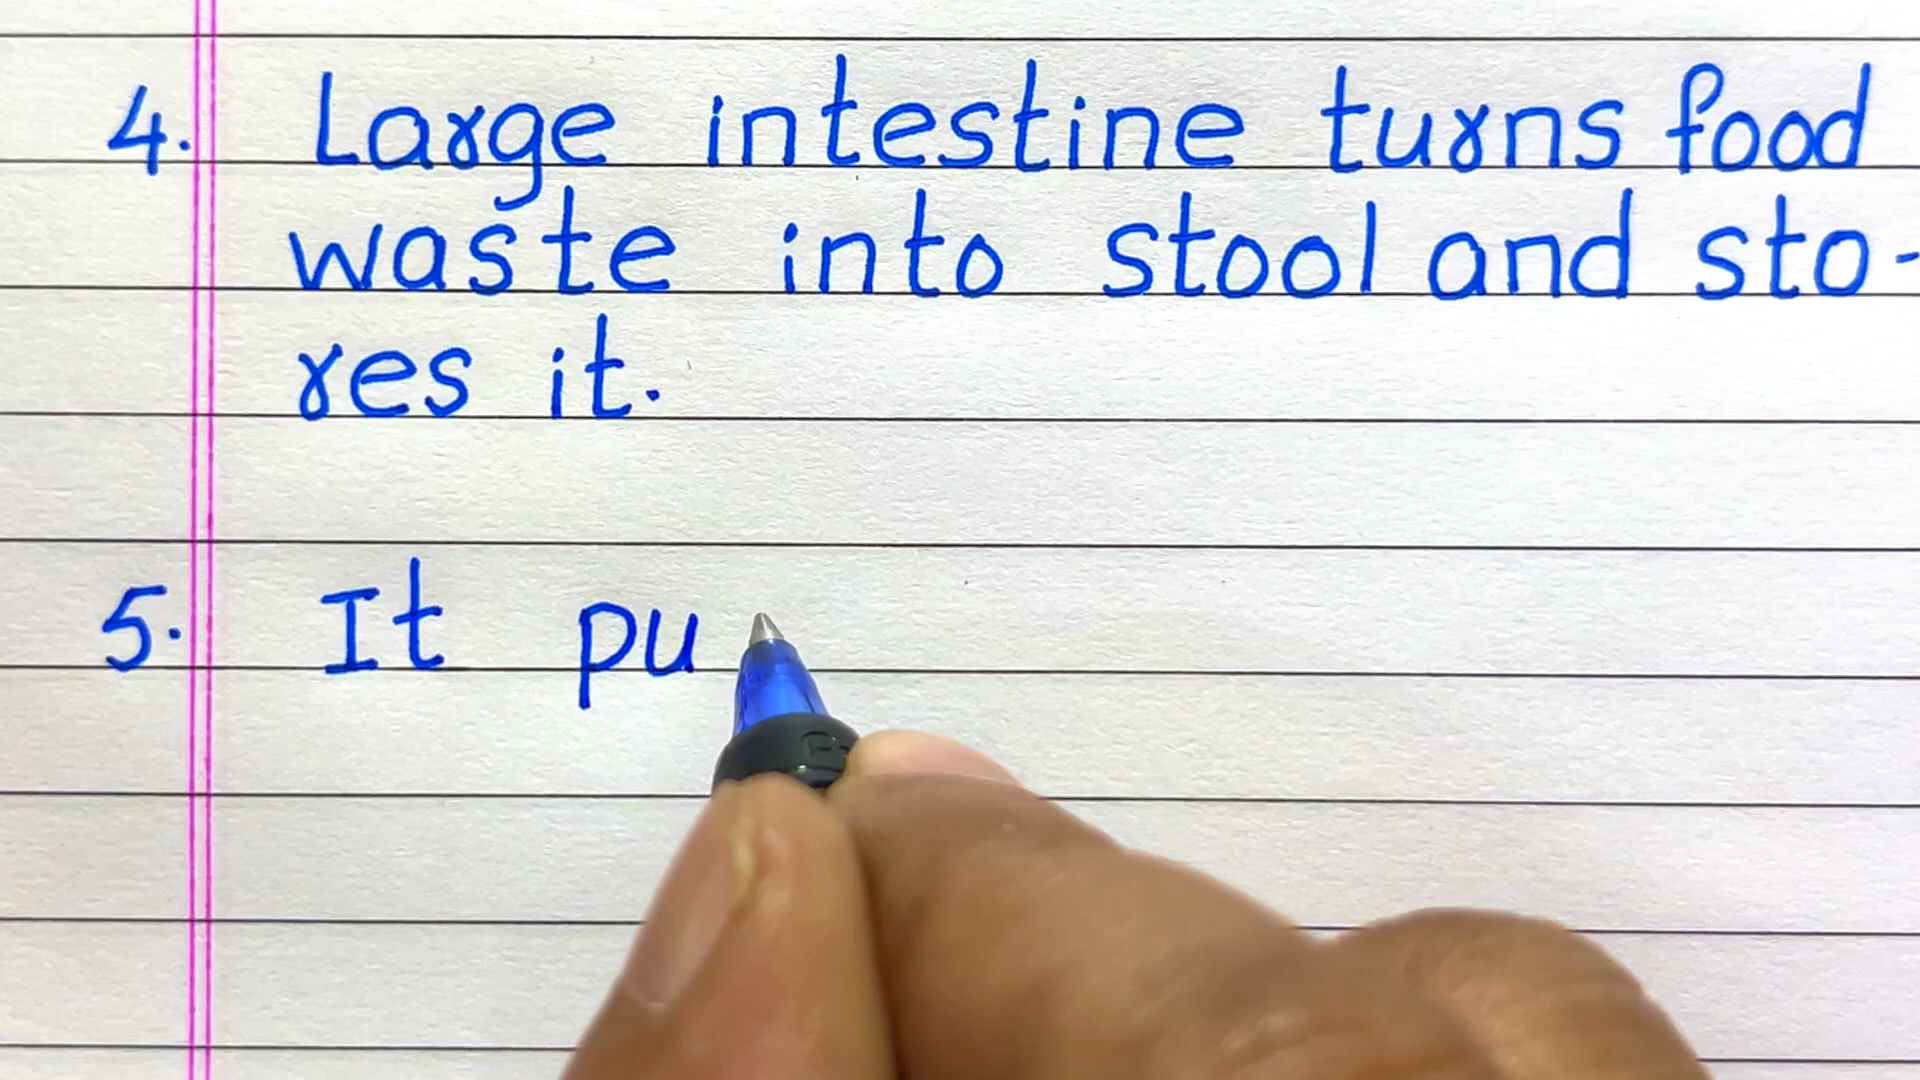 4. Large intestine turns food
waste into stool and sto-
res it.
5. It pu